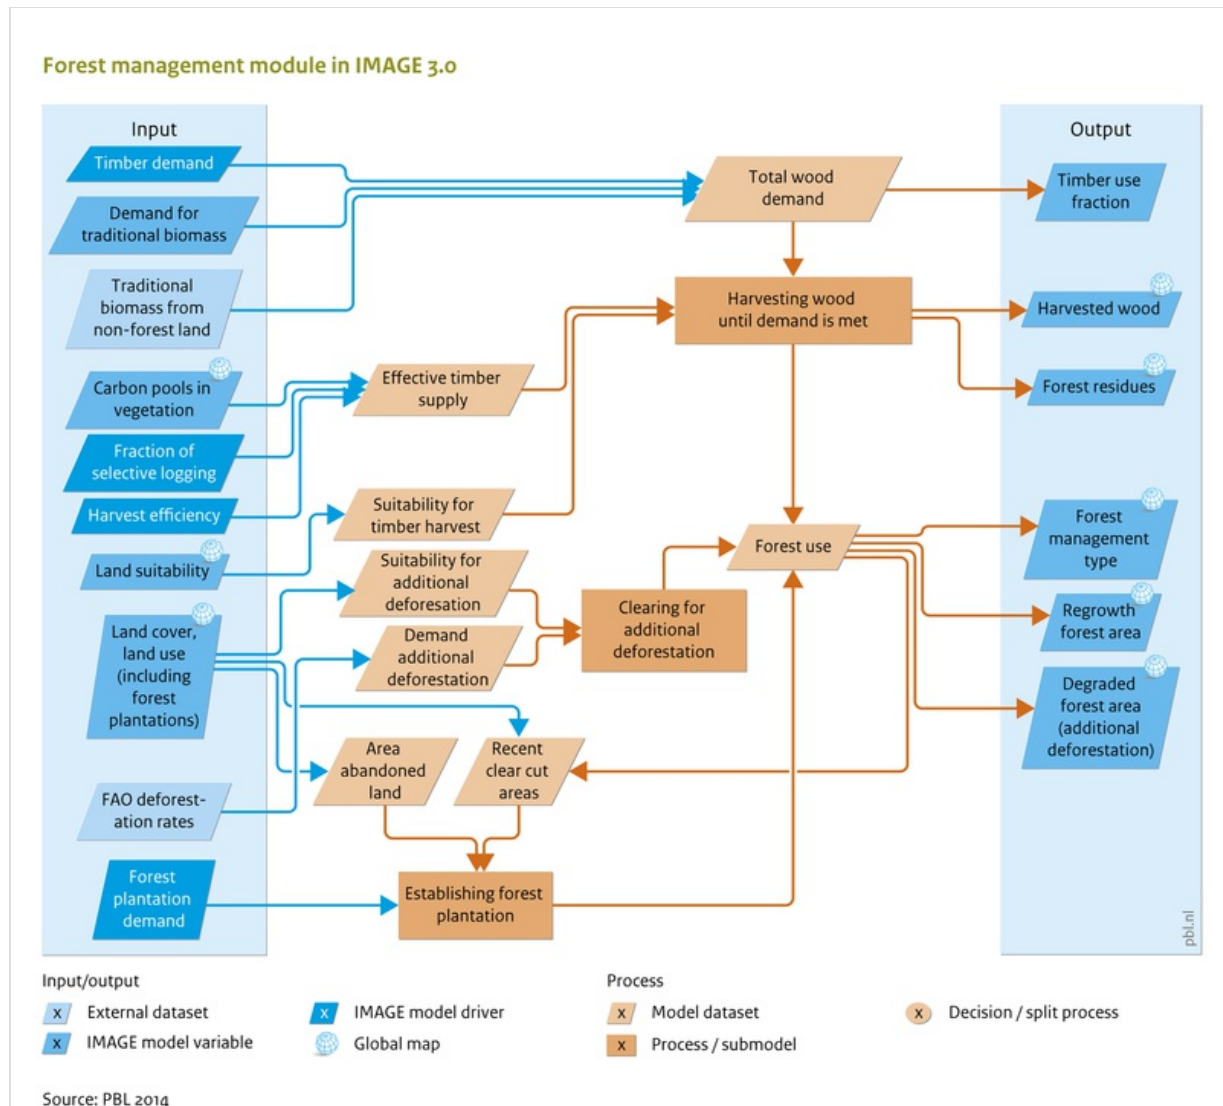 Forest management module in IMAGE 3.0
Input
Timber demand
Demand for
traditional biomass
Traditional
biomass from
non-forest land
Carbon pools in
vegetation
Fraction of
selective logging
Harvest efficiency
Land suitability
Land cover,
land use
(including
forest
plantations)
FAO deforest-
ation rates
Forest
plantation
demand
Effective timber
supply
Suitability for
timber harvest
Suitability for
additional
deforesation
Demand
additional
deforestation
Area
abandoned
land
Recent
clear cut
areas
Establishing forest
plantation
Clearing for
additional
deforestation
Total wood
demand
Harvesting wood
until demand is met
Forest use
Output
Timber use
fraction
Harvested wood
Forest residues
Forest
management
type
Regrowth
forest area
Degraded
forest area
(additional
deforestation)
pbl.nl
Input/output
x External dataset
x IMAGE model variable
x IMAGE model driver
Global map
Process
x Model dataset
x Process / submodel
x Decision / split process
Source: PBL 2014